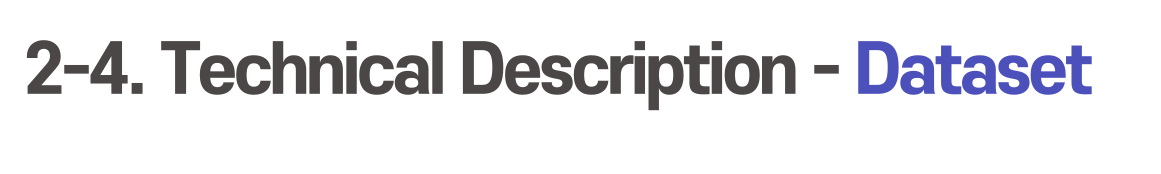 2-4. Technical Description - Dataset